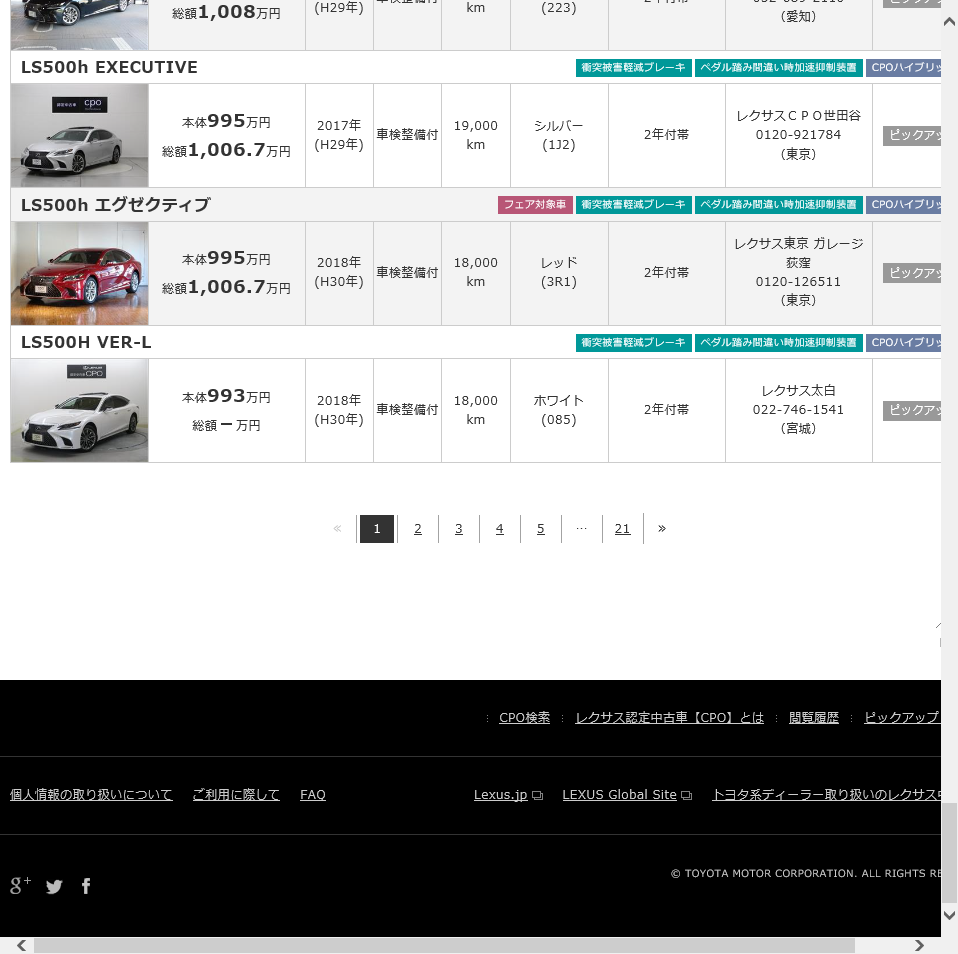 総額1,008万円
(H29年)
車検整備付
km
(223)
2年付帯
(愛知)
LS500h EXECUTIVE
衝突被害軽減ブレーキ ペダル踏み間違い時加速抑制装置 CPOハイブリッ
認定中古車 cpo
本体995万円
総額1,006.7万円
2017年
(H29年)
車検整備付
19,000
km
シルバー
(1J2)
2年付帯
レクサスＣＰＯ世田谷
0120-921784
(東京)
ピックアッ
LS500h エグゼクティブ
フェア対象車 衝突被害軽減ブレーキ ペダル踏み間違い時加速抑制装置 CPOハイブリッ
本体995万円
総額1,006.7万円
2018年
(H30年)
車検整備付
18,000
km
レッド
(3R1)
2年付帯
レクサス東京 ガレージ
荻窪
0120-126511
(東京)
ピックアッ
LS500H VER-L
衝突被害軽減ブレーキ ペダル踏み間違い時加速抑制装置 CPOハイブリッ
CPO
本体993万円
総額 ー 万円
2018年
(H30年)
車検整備付
18,000
km
ホワイト
(085)
2年付帯
レクサス太白
022-746-1541
(宮城)
ピックアッ
« 1 2 3 4 5 … 21 »
CPO検索 レクサス認定中古車【CPO】とは 閲覧履歴 ピックアップ
個人情報の取り扱いについて ご利用に際して FAQ Lexus.jp LEXUS Global Site トヨタ系ディーラー取り扱いのレクサス
© TOYOTA MOTOR CORPORATION. ALL RIGHTS RE
g+